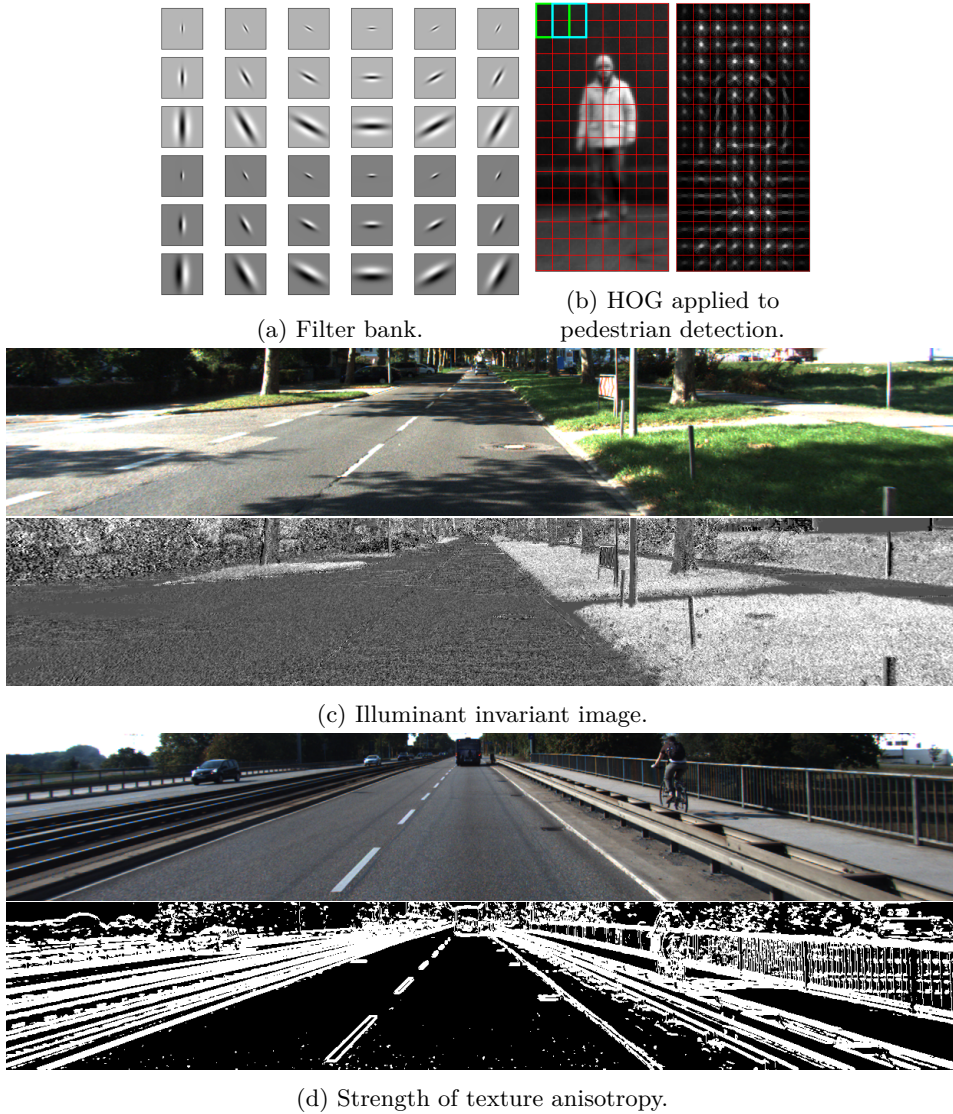 (a) Filter bank.
(b) HOG applied to
pedestrian detection.
(c) Illuminant invariant image.
(d) Strength of texture anisotropy.